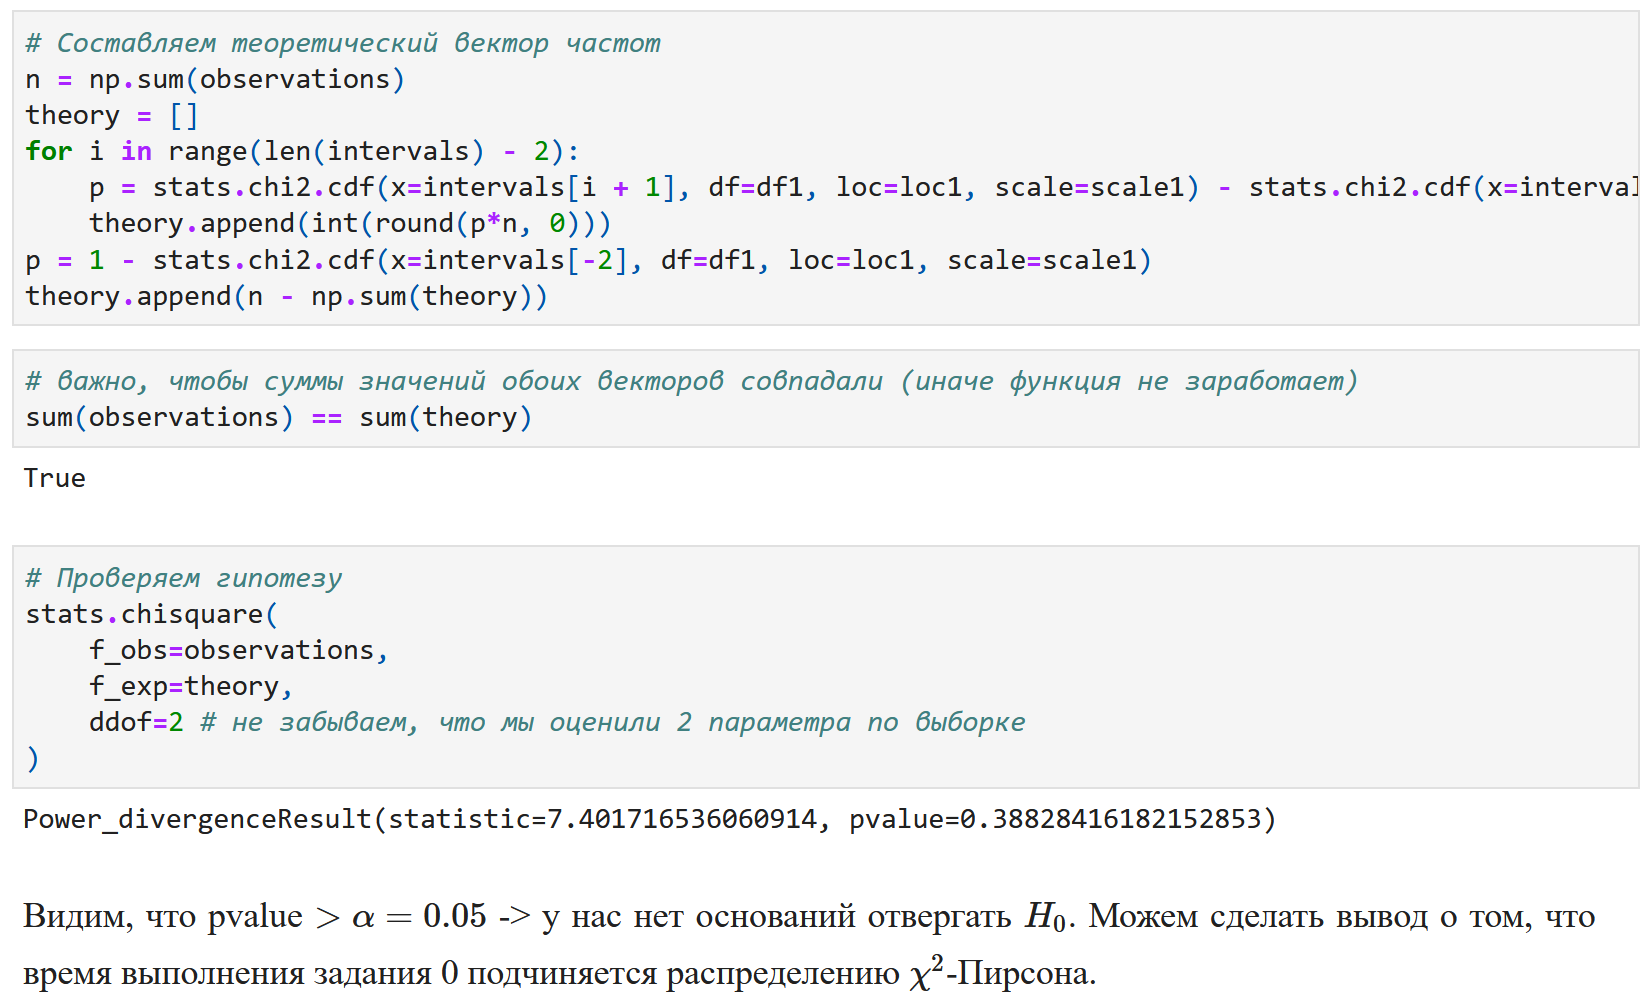 # Составляем теоретический вектор частот
n = np.sum(observations)
theory = []
for i in range(len(intervals) - 2):
    p = stats.chi2.cdf(x=intervals[i + 1], df=df1, loc=loc1, scale=scale1) - stats.chi2.cdf(x=interval
    theory.append(int(round(p*n, 0)))
p = 1 - stats.chi2.cdf(x=intervals[-2], df=df1, loc=loc1, scale=scale1)
theory.append(n - np.sum(theory))
# важно, чтобы суммы значений обоих векторов совпадали (иначе функция не заработает)
sum(observations) == sum(theory)
True
# Проверяем гипотезу
stats.chisquare(
    f_obs=observations,
    f_exp=theory,
    ddof=2 # не забываем, что мы оценили 2 параметра по выборке
)
Power_divergenceResult(statistic=7.401716536060914, pvalue=0.38828416182152853)
Видим, что pvalue > α = 0.05 -> у нас нет оснований отвергать H₀. Можем сделать вывод о том, что
время выполнения задания 0 подчиняется распределению χ²-Пирсона.